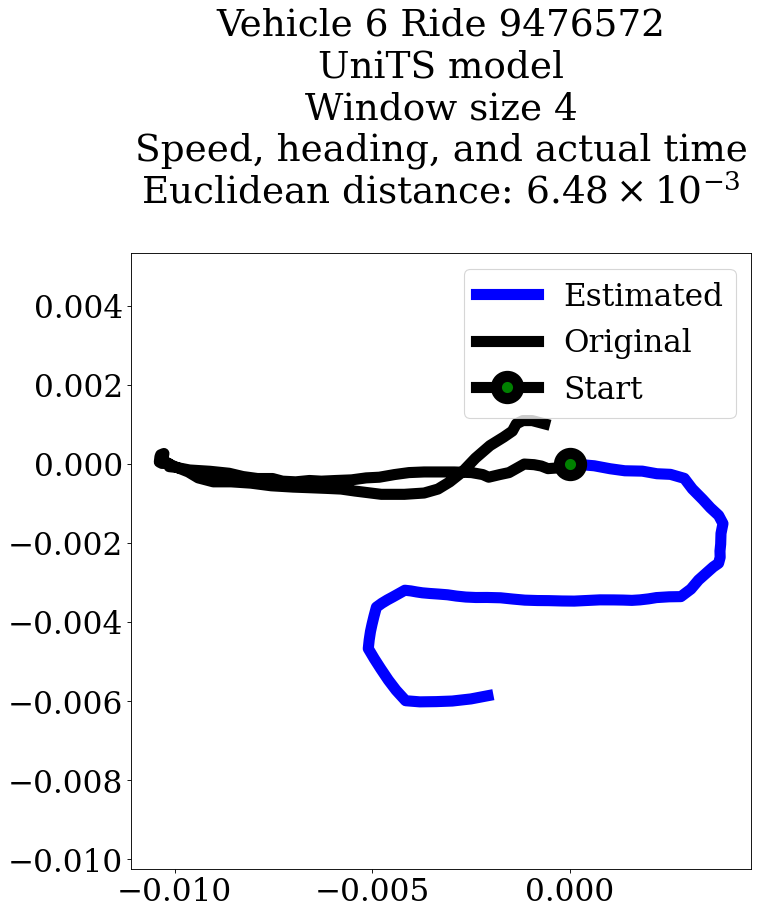 Vehicle 6 Ride 9476572
UniTS model
Window size 4
Speed, heading, and actual time
Euclidean distance: 6.48 × 10⁻³
Estimated
Original
Start
0.004
0.002
0.000
−0.002
−0.004
−0.006
−0.008
−0.010
−0.010
−0.005
0.000